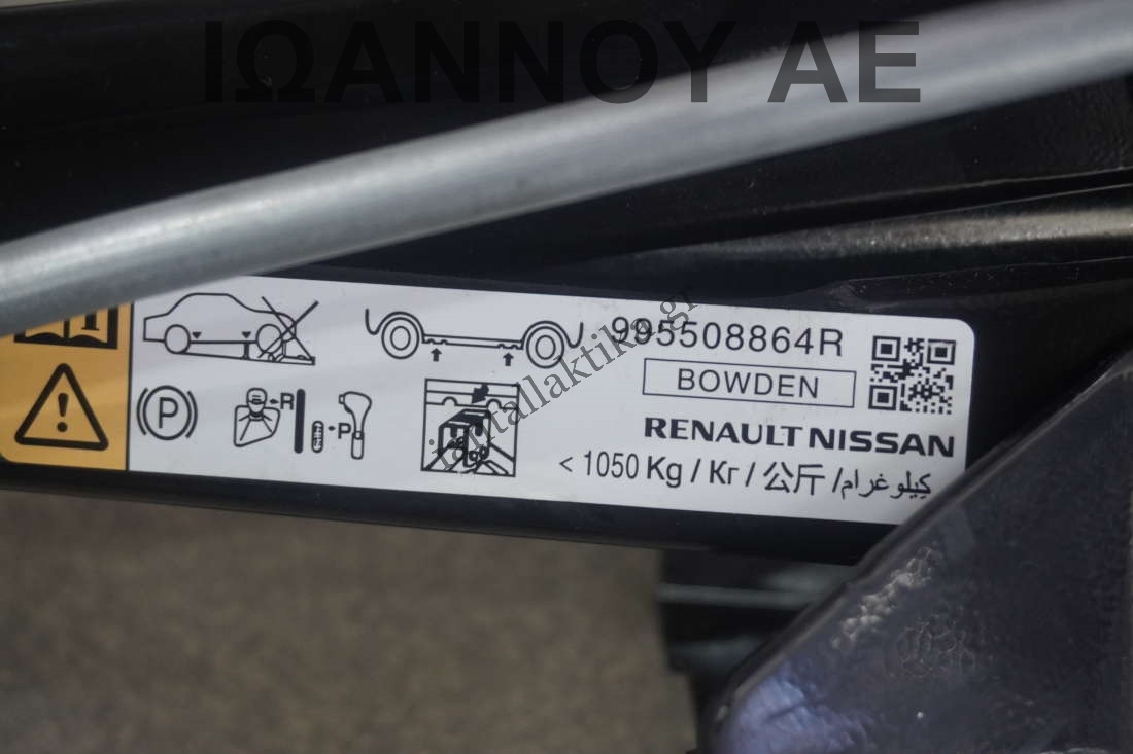 ΙΩΑΝΝΟΥ ΑΕ
995508864R
BOWDEN
RENAULT NISSAN
< 1050 Kg / Кг / 公斤 / كيلوغرام
P
R
P